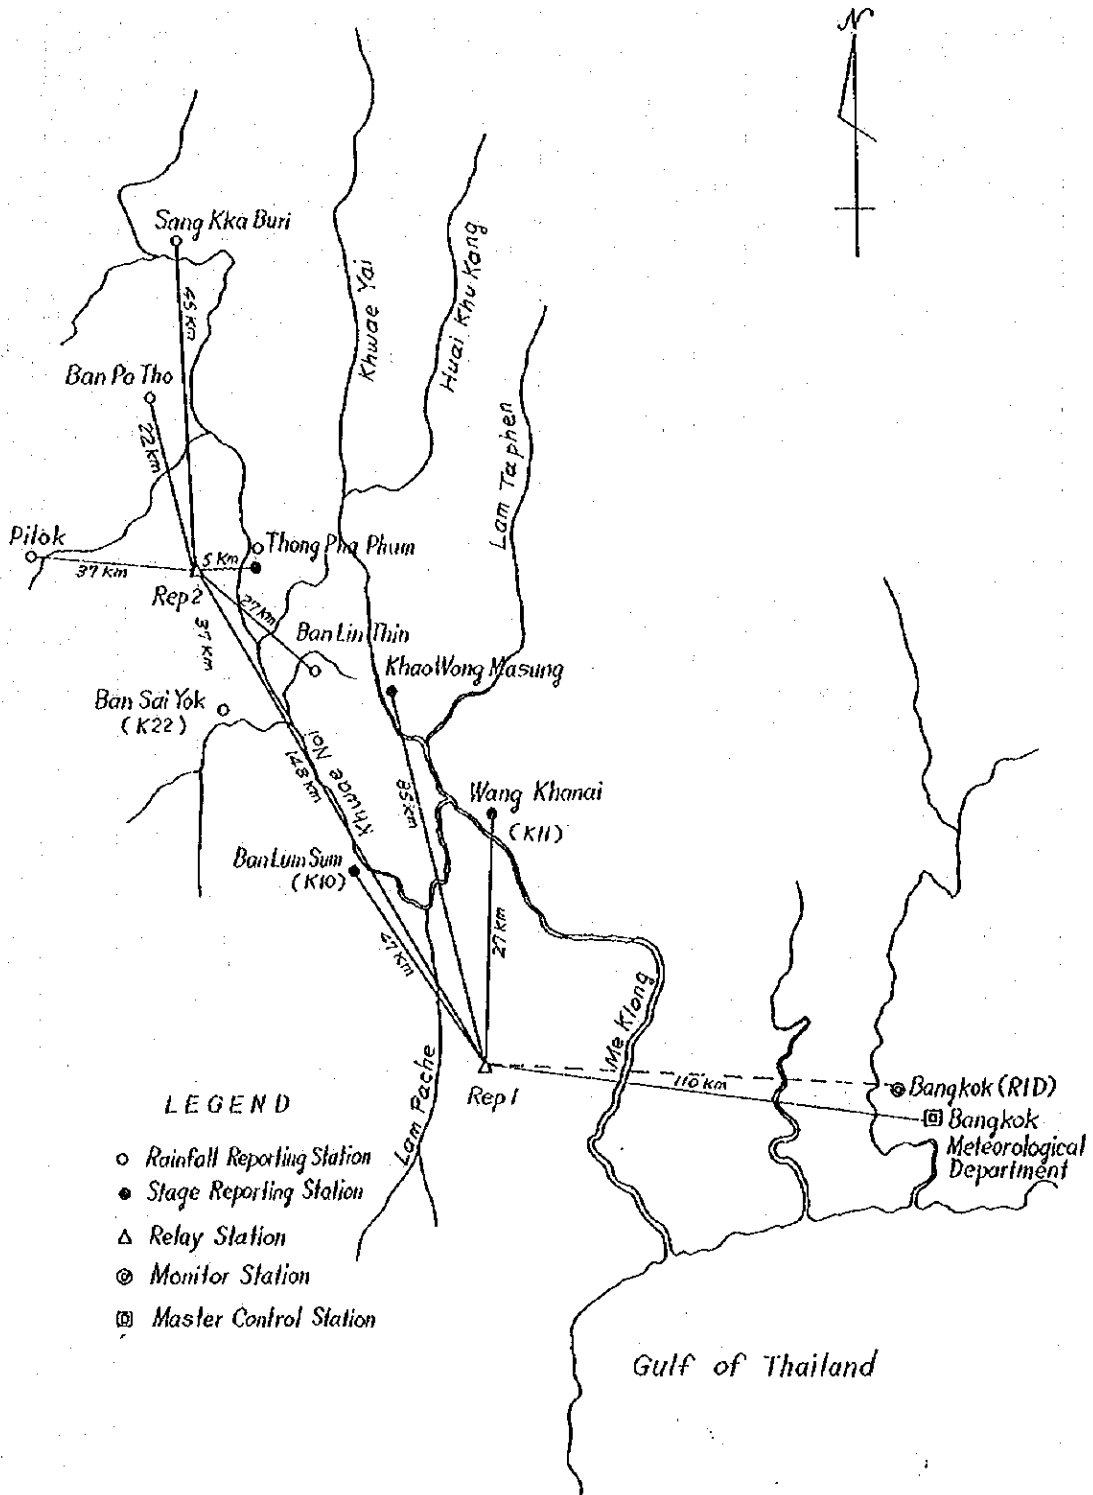 N
Sang Kka Buri
45 km
Khwae Yai
Huai Khu Kang
Ban Po Tho
22 km
Lam Taphen
Pilok
37 km
5 Km
Thong Pha Phum
Rep 2
27 km
37 km
Ban Lin Thin
Khao Wong Masung
Ban Sai Yok
(K22)
148 km
Khwae Noi
85 km
Wang Khanai
(K11)
Ban Lum Sum
(K10)
47 km
27 km
Me Klong
Lam Pache
Rep 1
110 km
Bangkok (RID)
Bangkok
Meteorological
Department
LEGEND
Rainfall Reporting Station
Stage Reporting Station
Relay Station
Monitor Station
Master Control Station
Gulf of Thailand